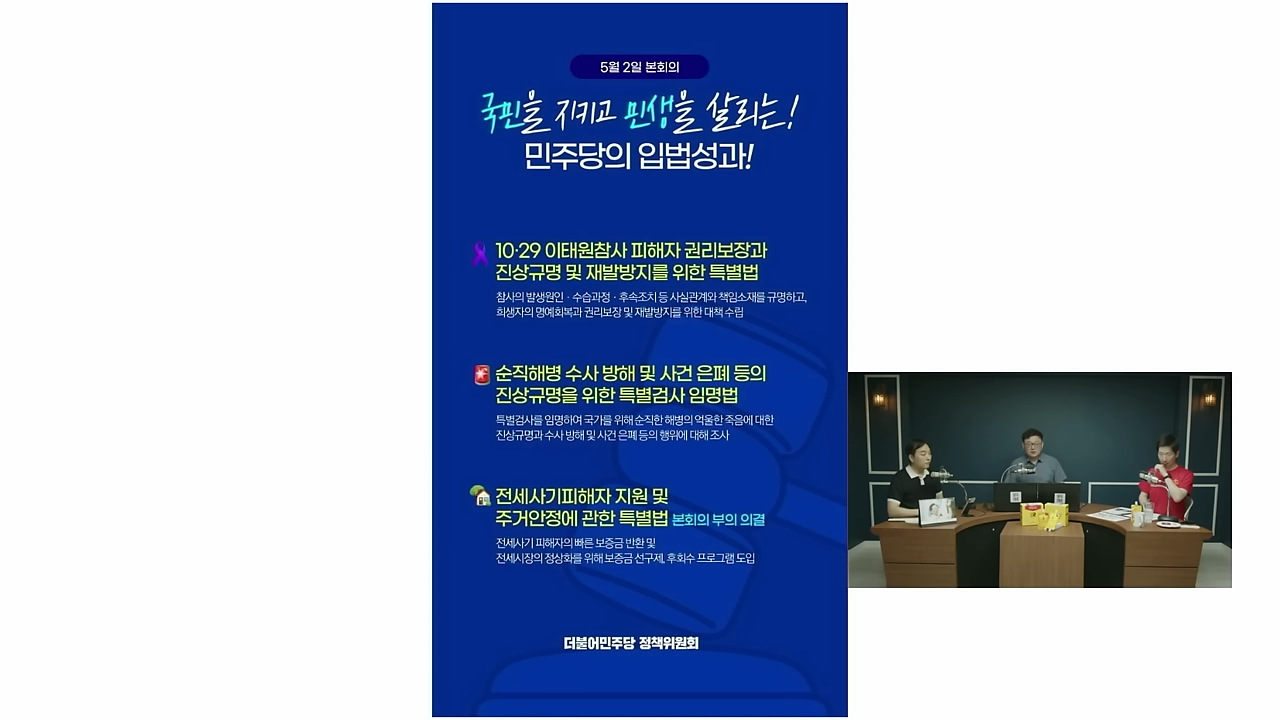 5월 2일 본회의
국민을 지키고 민생을 살리는!
민주당의 입법성과!
10·29 이태원참사 피해자 권리보장과
진상규명 및 재발방지를 위한 특별법
참사의 발생원인 · 수습과정 · 후속조치 등 사실관계와 책임소재를 규명하고,
희생자의 명예회복과 권리보장 및 재발방지를 위한 대책 수립
순직해병 수사 방해 및 사건 은폐 등의
진상규명을 위한 특별검사 임명법
특별검사를 임명하여 국가를 위해 순직한 해병의 억울한 죽음에 대한
진상규명과 수사 방해 및 사건 은폐 등의 행위에 대해 조사
전세사기피해자 지원 및
주거안정에 관한 특별법 본회의 부의 의결
전세사기 피해자의 빠른 보증금 반환 및
전세시장의 정상화를 위해 보증금 선구제, 후회수 프로그램 도입
더불어민주당 정책위원회